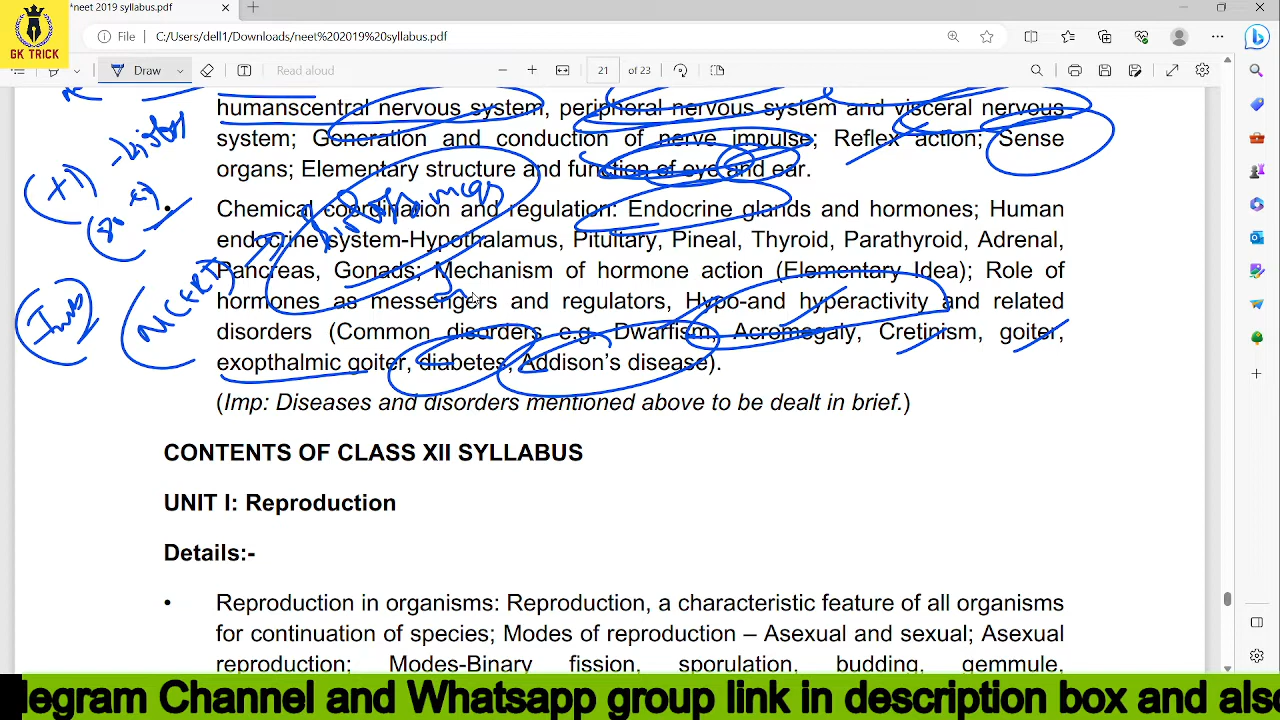 *neet 2019 syllabus.pdf
File C:/Users/dell1/Downloads/neet%202019%20syllabus.pdf
GK TRICK
Draw Read aloud 21 of 23
humanscentral nervous system, peripheral nervous system and visceral nervous
system; Generation and conduction of nerve impulse; Reflex action; Sense
organs; Elementary structure and function of eye and ear.
(XI)
Chemical coordination and regulation: Endocrine glands and hormones; Human
endocrine system-Hypothalamus, Pituitary, Pineal, Thyroid, Parathyroid, Adrenal,
Pancreas, Gonads; Mechanism of hormone action (Elementary Idea); Role of
hormones as messengers and regulators, Hypo-and hyperactivity and related
disorders (Common disorders e.g. Dwarfism, Acromegaly, Cretinism, goiter,
exopthalmic goiter, diabetes, Addison's disease).
biology mcqs
NCERT
Imp
(Imp: Diseases and disorders mentioned above to be dealt in brief.)
CONTENTS OF CLASS XII SYLLABUS
UNIT I: Reproduction
Details:-
• Reproduction in organisms: Reproduction, a characteristic feature of all organisms
for continuation of species; Modes of reproduction – Asexual and sexual; Asexual
reproduction; Modes-Binary fission, sporulation, budding, gemmule,
legram Channel and Whatsapp group link in description box and also